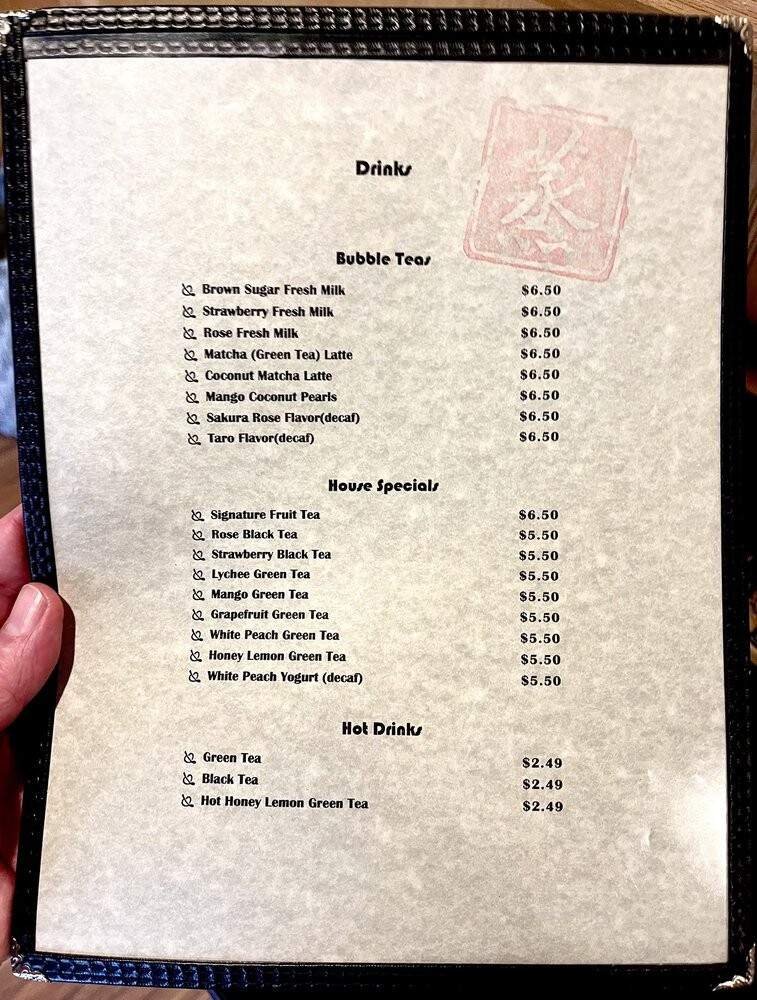 蒸
Drinks
Bubble Teas
Brown Sugar Fresh Milk $6.50
Strawberry Fresh Milk $6.50
Rose Fresh Milk $6.50
Matcha (Green Tea) Latte $6.50
Coconut Matcha Latte $6.50
Mango Coconut Pearls $6.50
Sakura Rose Flavor(decaf) $6.50
Taro Flavor(decaf) $6.50
House Specials
Signature Fruit Tea $6.50
Rose Black Tea $5.50
Strawberry Black Tea $5.50
Lychee Green Tea $5.50
Mango Green Tea $5.50
Grapefruit Green Tea $5.50
White Peach Green Tea $5.50
Honey Lemon Green Tea $5.50
White Peach Yogurt (decaf) $5.50
Hot Drinks
Green Tea $2.49
Black Tea $2.49
Hot Honey Lemon Green Tea $2.49